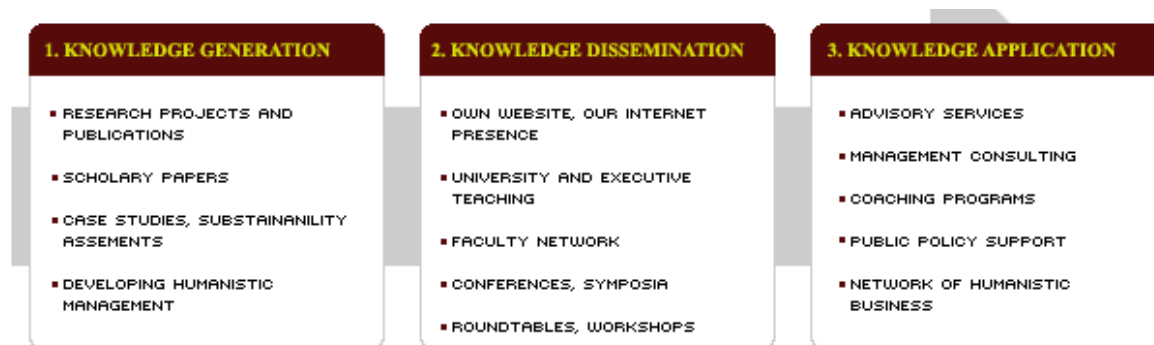 1. KNOWLEDGE GENERATION
▪ RESEARCH PROJECTS AND
PUBLICATIONS
▪ SCHOLARY PAPERS
▪ CASE STUDIES, SUBSTAINANILITY
ASSEMENTS
▪ DEVELOPING HUMANISTIC
MANAGEMENT
2. KNOWLEDGE DISSEMINATION
▪ OWN WEBSITE, OUR INTERNET
PRESENCE
▪ UNIVERSITY AND EXECUTIVE
TEACHING
▪ FACULTY NETWORK
▪ CONFERENCES, SYMPOSIA
▪ ROUNDTABLES, WORKSHOPS
3. KNOWLEDGE APPLICATION
▪ ADVISORY SERVICES
▪ MANAGEMENT CONSULTING
▪ COACHING PROGRAMS
▪ PUBLIC POLICY SUPPORT
▪ NETWORK OF HUMANISTIC
BUSINESS